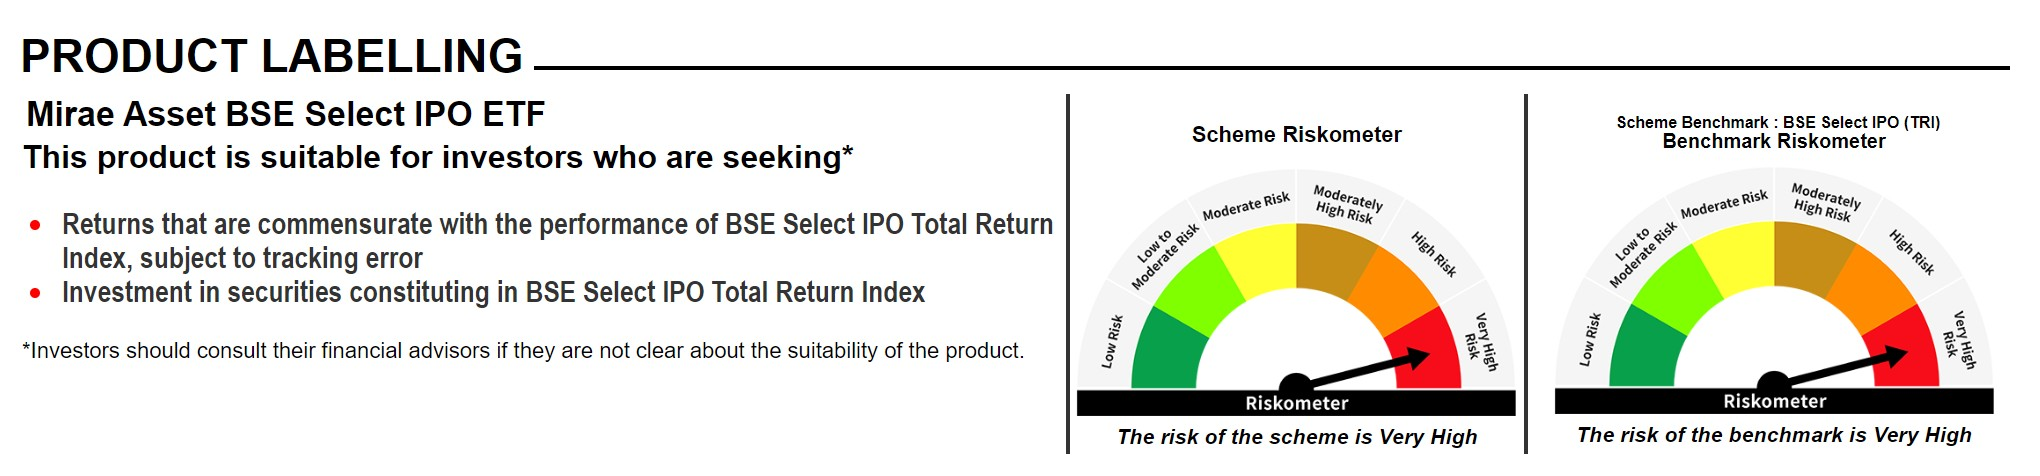 PRODUCT LABELLING
Mirae Asset BSE Select IPO ETF
This product is suitable for investors who are seeking*
Returns that are commensurate with the performance of BSE Select IPO Total Return
Index, subject to tracking error
Investment in securities constituting in BSE Select IPO Total Return Index
*Investors should consult their financial advisors if they are not clear about the suitability of the product.
Scheme Riskometer
Low Risk
Low to
Moderate Risk
Moderate Risk
Moderately
High Risk
High Risk
Very High
Risk
Riskometer
The risk of the scheme is Very High
Scheme Benchmark : BSE Select IPO (TRI)
Benchmark Riskometer
Low Risk
Low to
Moderate Risk
Moderate Risk
Moderately
High Risk
High Risk
Very High
Risk
Riskometer
The risk of the benchmark is Very High